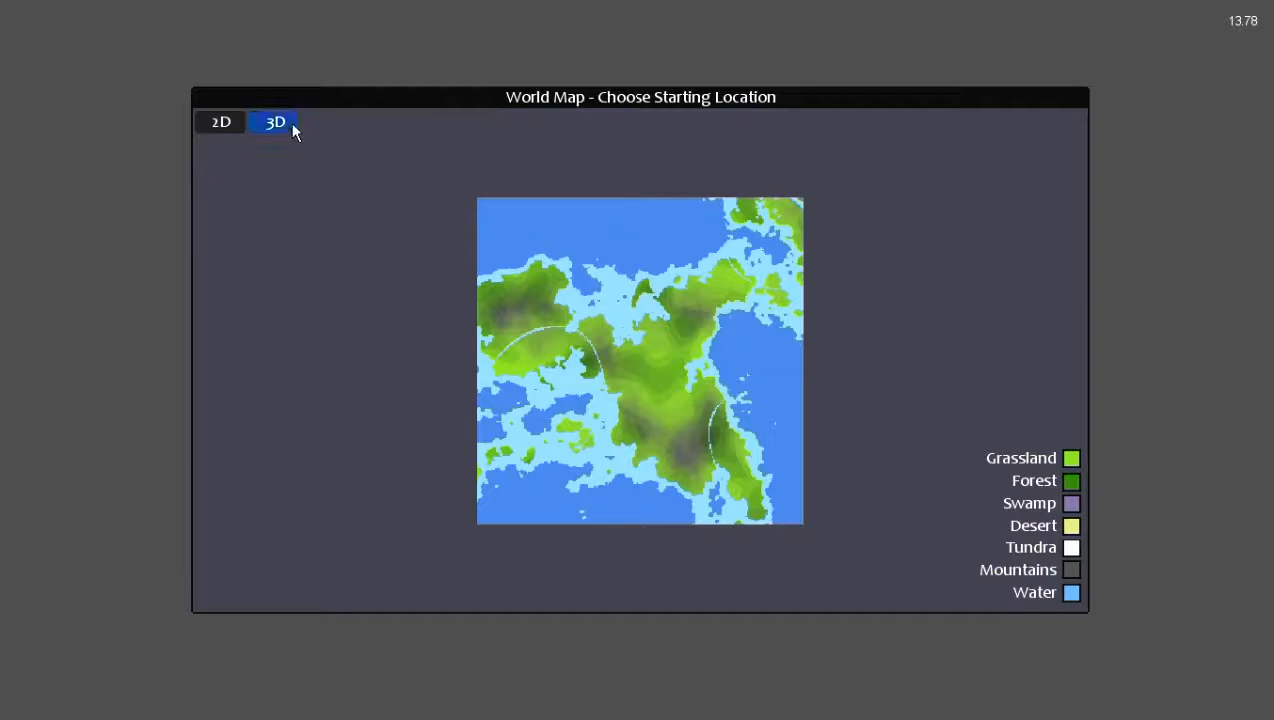 13.78
World Map - Choose Starting Location
2D
3D
Grassland
Forest
Swamp
Desert
Tundra
Mountains
Water